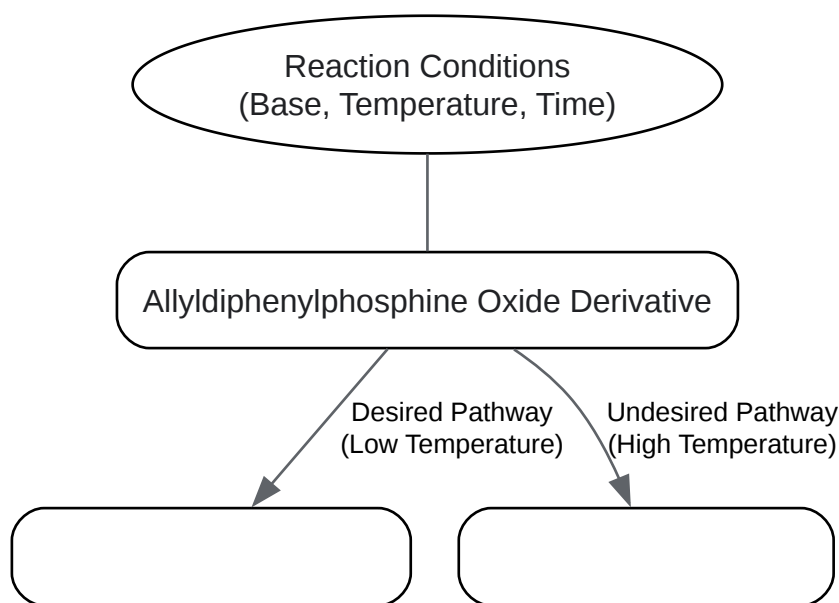 Reaction Conditions
(Base, Temperature, Time)
Allyldiphenylphosphine Oxide Derivative
Desired Pathway
(Low Temperature)
Undesired Pathway
(High Temperature)